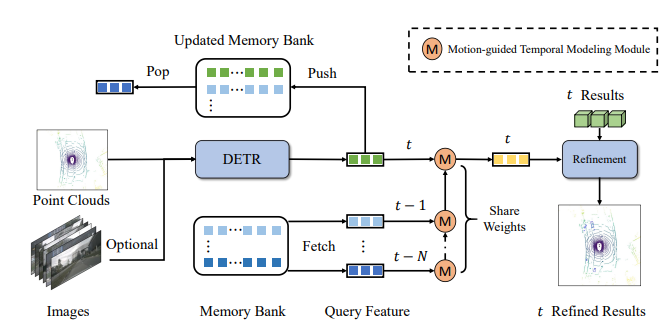 Updated Memory Bank
M Motion-guided Temporal Modeling Module
Pop
Push
t Results
DETR
t
M
t
Refinement
Point Clouds
t − 1
M
Share
Weights
Optional
Fetch
t − N
M
Images
Memory Bank
Query Feature
t Refined Results